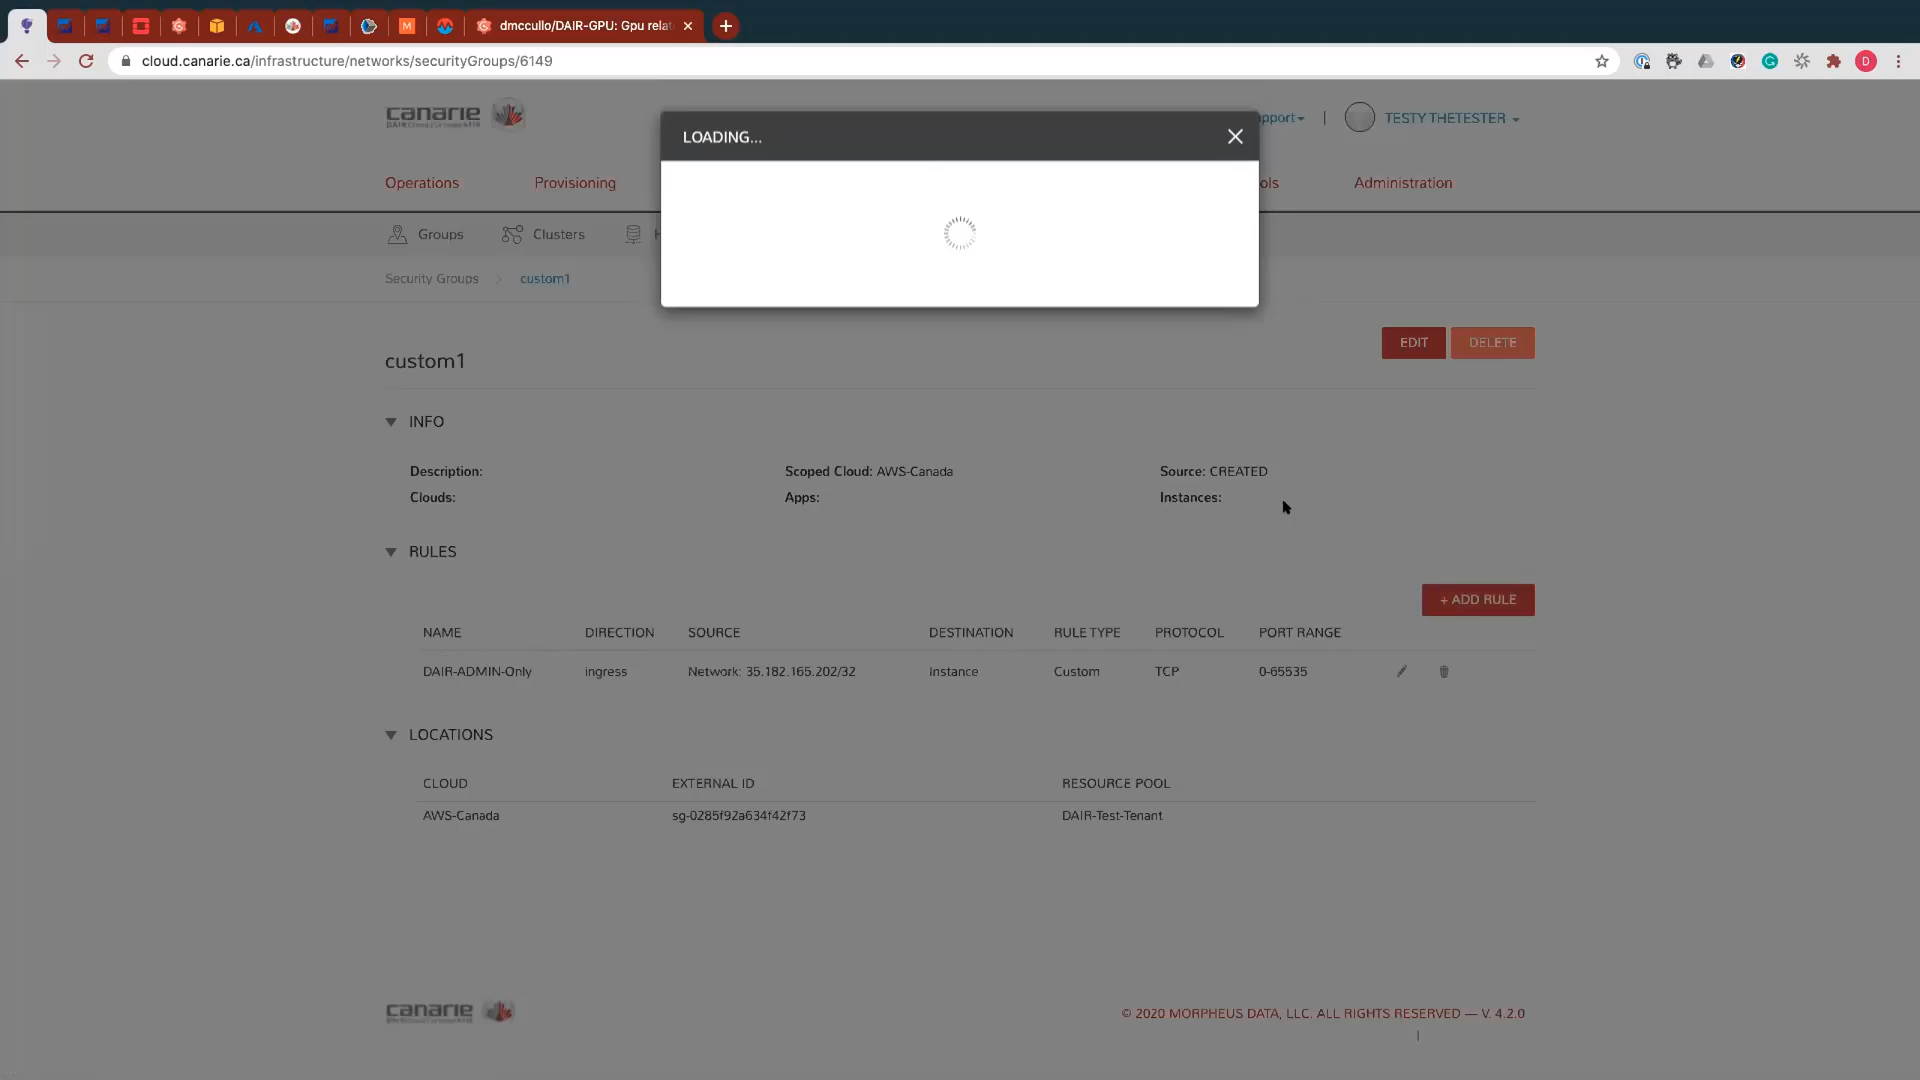 dmccullo/DAIR-GPU: Gpu rela
cloud.canarie.ca/infrastructure/networks/securityGroups/6149
canarie
LOADING...
pport
|
TESTY THETESTER
Operations
Provisioning
ols
Administration
Groups
Clusters
H
Security Groups
custom1
custom1
EDIT
DELETE
INFO
Description:
Scoped Cloud: AWS-Canada
Source: CREATED
Clouds:
Apps:
Instances:
RULES
+ ADD RULE
NAME DIRECTION SOURCE DESTINATION RULE TYPE PROTOCOL PORT RANGE
DAIR-ADMIN-Only ingress Network: 35.182.165.202/32 Instance Custom TCP 0-65535
LOCATIONS
CLOUD EXTERNAL ID RESOURCE POOL
AWS-Canada sg-0285f92a634f42f73 DAIR-Test-Tenant
canarie
© 2020 MORPHEUS DATA, LLC. ALL RIGHTS RESERVED — V. 4.2.0
|